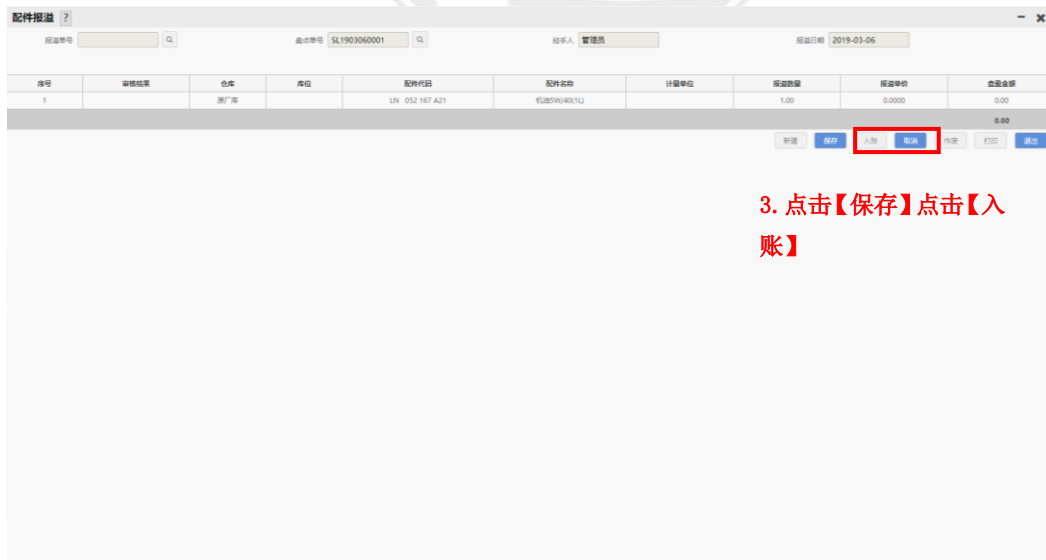 配件报溢 ?
报溢单号 盘点单号 SL1903060001 经手人 管理员 报溢日期 2019-03-06
序号 审核结果 仓库 库位 配件代码 配件名称 计量单位 报溢数量 报溢单价 盘盈金额
1 原厂库 LN 052 167 A21 机油5W/40(1L) 1.00 0.0000 0.00
0.00
新建 保存 入账 取消 作废 打印 退出
3.点击【保存】点击【入
账】